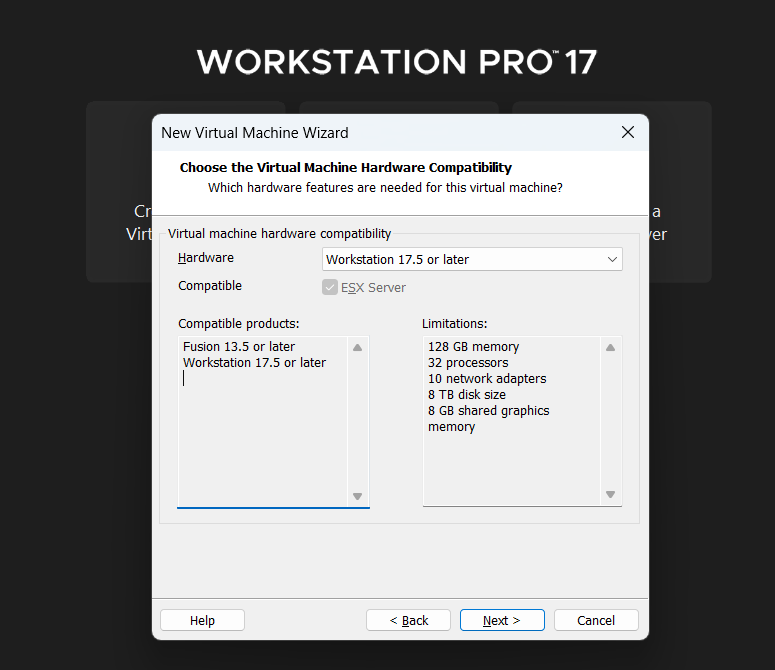 WORKSTATION PRO™ 17
New Virtual Machine Wizard
Choose the Virtual Machine Hardware Compatibility
Which hardware features are needed for this virtual machine?
Cr
a
Virt
ver
Virtual machine hardware compatibility
Hardware
Workstation 17.5 or later
Compatible
ESX Server
Compatible products:
Limitations:
Fusion 13.5 or later
Workstation 17.5 or later
128 GB memory
32 processors
10 network adapters
8 TB disk size
8 GB shared graphics
memory
Help
< Back
Next >
Cancel